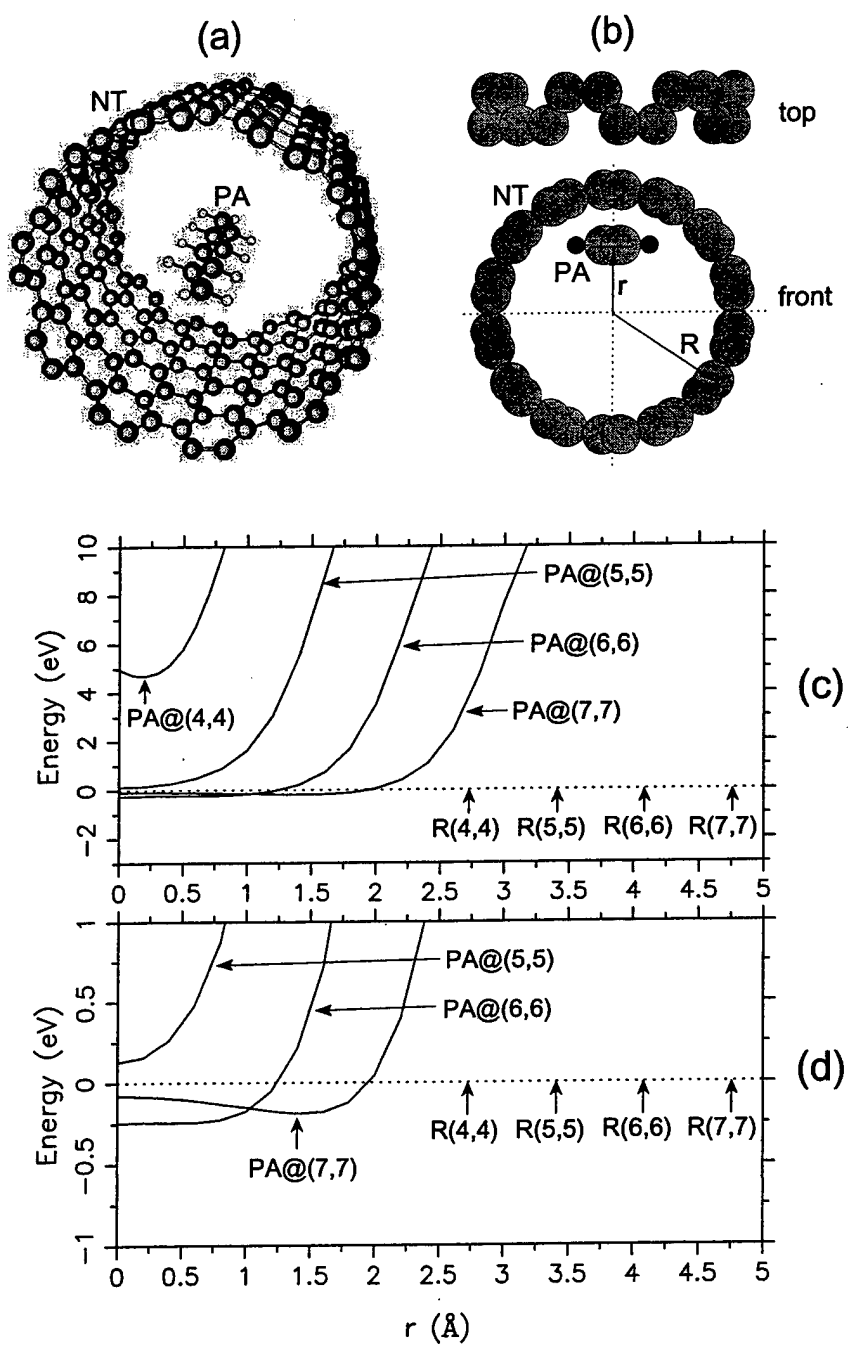 (a)
(b)
NT
PA
top
NT
PA
r
R
front
10
8
6
4
2
0
−2
Energy (eV)
PA@(5,5)
PA@(6,6)
PA@(7,7)
PA@(4,4)
R(4,4) R(5,5) R(6,6) R(7,7)
(c)
0 0.5 1 1.5 2 2.5 3 3.5 4 4.5 5
1
0.5
0
−0.5
−1
Energy (eV)
PA@(5,5)
PA@(6,6)
PA@(7,7)
R(4,4) R(5,5) R(6,6) R(7,7)
(d)
0 0.5 1 1.5 2 2.5 3 3.5 4 4.5 5
r (Å)